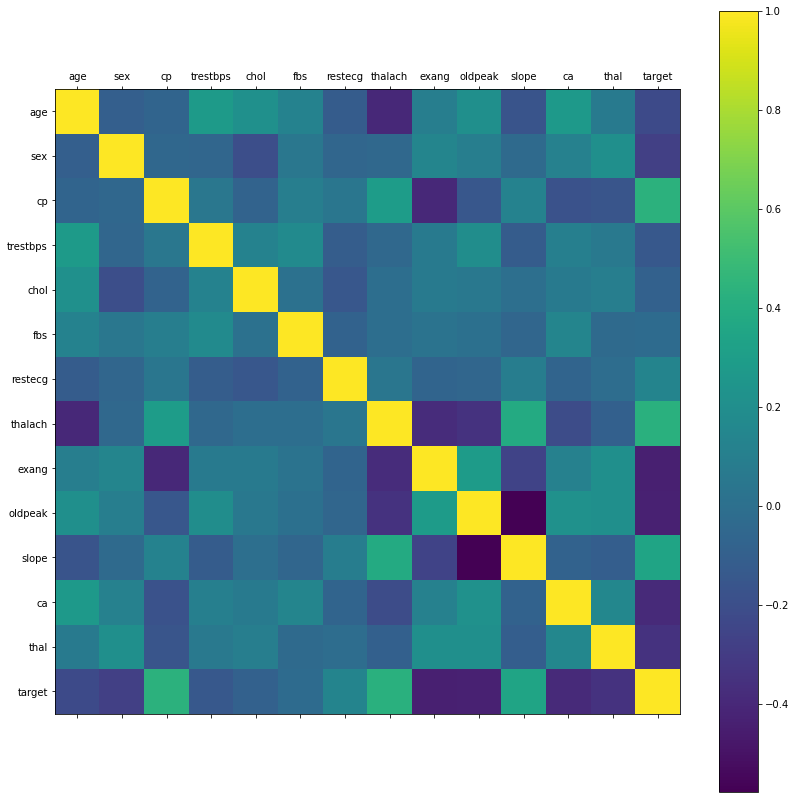 age sex cp trestbps chol fbs restecg thalach exang oldpeak slope ca thal target
age
sex
cp
trestbps
chol
fbs
restecg
thalach
exang
oldpeak
slope
ca
thal
target
1.0
0.8
0.6
0.4
0.2
0.0
−0.2
−0.4